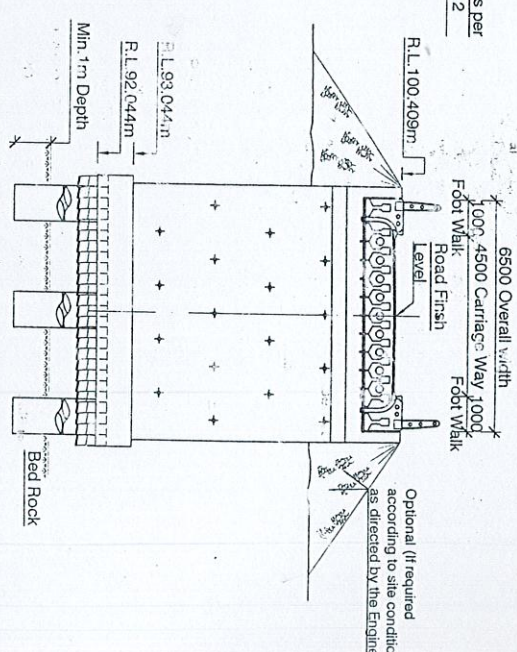 s per
2
6500 Overall width
1000 4500 Carriage Way 1000
Foot Walk
Foot Walk
Road Finsh
Level
R.L.100.409m
Optional (If required
according to site conditio
as directed by the Engine
R.L.93.044m
R.L.92.044m
Min.1m Depth
Bed Rock